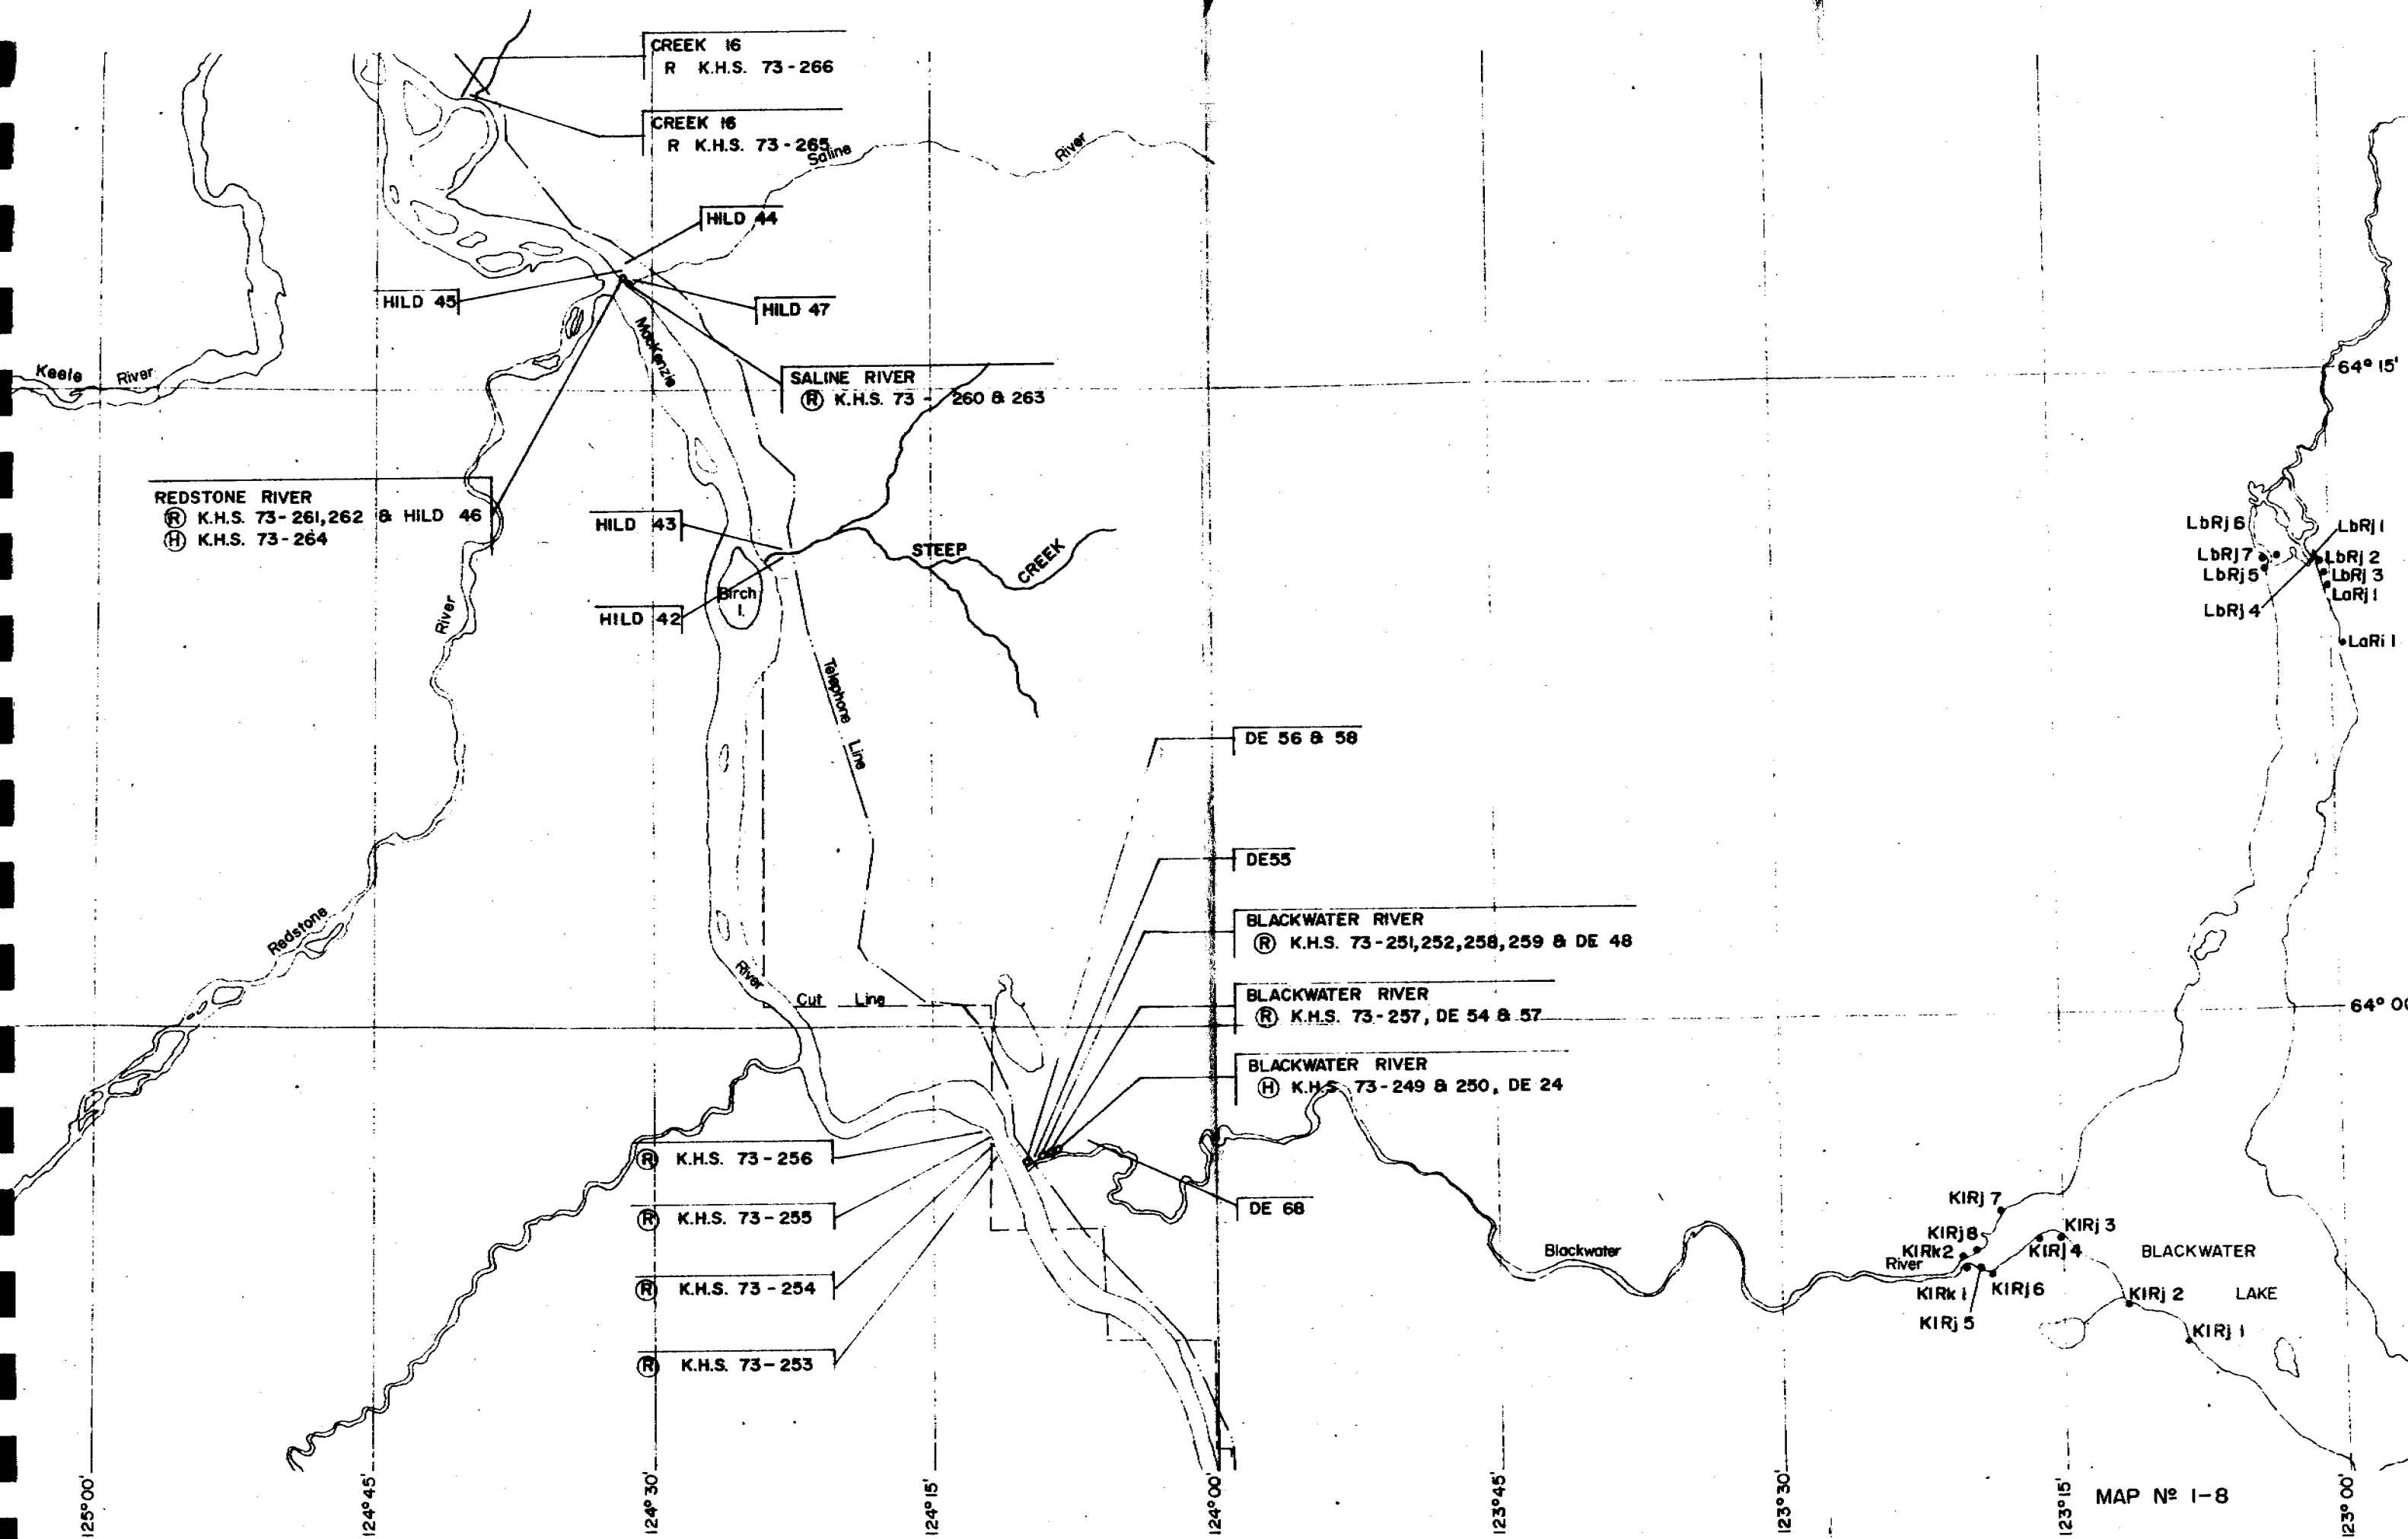 CREEK 16
R K.H.S. 73-266
CREEK 16
R K.H.S. 73-265
Saline
River
HILD 44
HILD 45
HILD 47
MacKenzie
Keele
River
64° 15'
SALINE RIVER
Ⓡ K.H.S. 73 - 260 & 263
REDSTONE RIVER
Ⓡ K.H.S. 73-261,262 & HILD 46
Ⓗ K.H.S. 73-264
HILD 43
STEEP
CREEK
Birch
I.
HILD 42
River
LbRj 6
LbRj 1
LbRj 7
LbRj 2
LbRj 5
LbRj 3
LaRj 1
LbRj 4
LaRi 1
Telephone
Line
DE 56 & 58
DE55
Redstone
BLACKWATER RIVER
Ⓡ K.H.S. 73-251,252,258,259 & DE 48
River
Cut Line
BLACKWATER RIVER
Ⓡ K.H.S. 73-257, DE 54 & 57
64° 00
BLACKWATER RIVER
Ⓗ K.H.S. 73-249 & 250, DE 24
Ⓡ K.H.S. 73-256
Ⓡ K.H.S. 73-255
Ⓡ K.H.S. 73-254
Ⓡ K.H.S. 73-253
DE 68
Blackwater
River
KlRj 7
KlRj 8
KlRk 2
KlRj 3
KlRj 4
KlRk 1
KlRj 6
KlRj 5
BLACKWATER
LAKE
KlRj 2
KlRj 1
125° 00'
124° 45'
124° 30'
124° 15'
124° 00'
123° 45'
123° 30'
123° 15'
123° 00'
MAP Nº 1-8